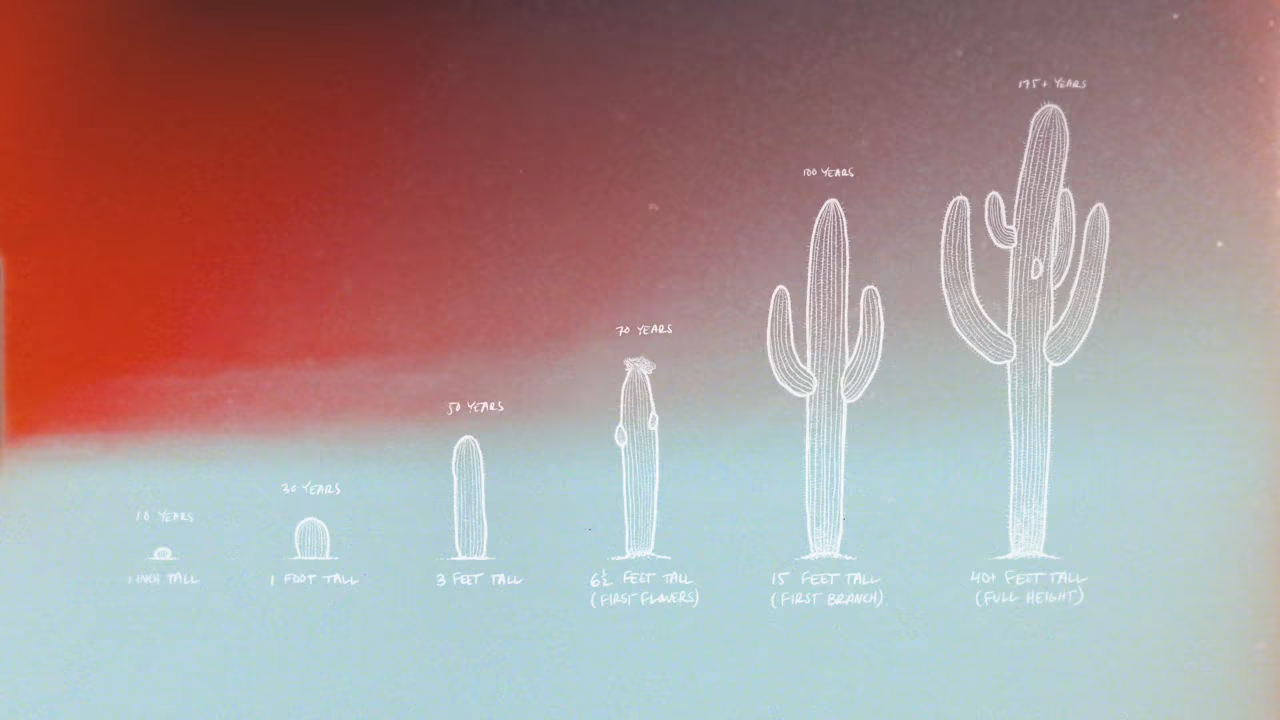 10 YEARS
1 INCH TALL
30 YEARS
1 FOOT TALL
50 YEARS
3 FEET TALL
70 YEARS
6½ FEET TALL
(FIRST FLOWERS)
100 YEARS
15 FEET TALL
(FIRST BRANCH)
175+ YEARS
40+ FEET TALL
(FULL HEIGHT)